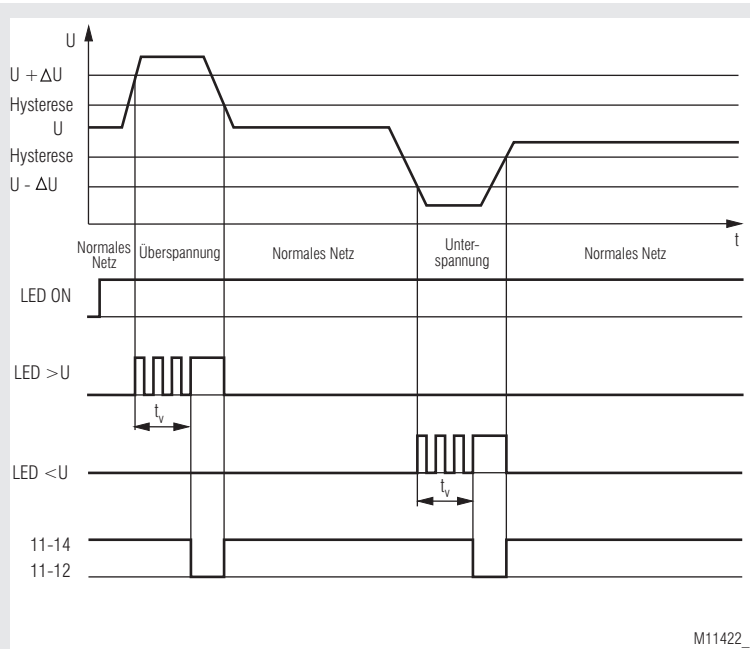 U
U + ΔU
Hysterese
U
Hysterese
U - ΔU
t
Normales
Netz
Überspannung
Normales Netz
Unter-
spannung
Normales Netz
LED ON
LED >U
tv
LED <U
tv
11-14
11-12
M11422_